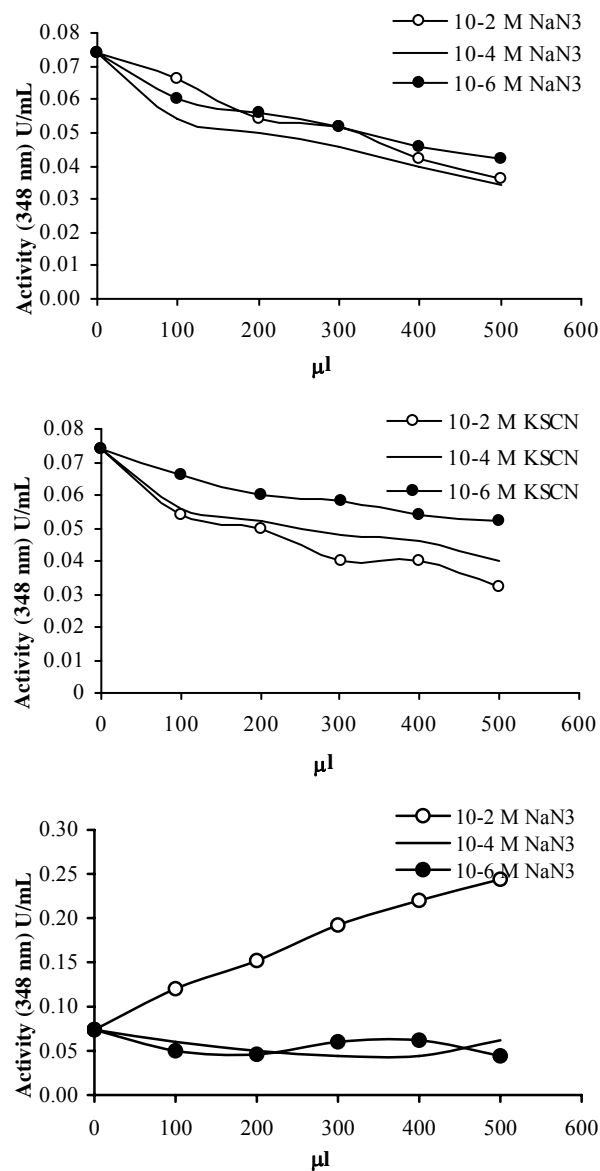 10-2 M NaN3
10-4 M NaN3
10-6 M NaN3
Activity (348 nm) U/mL
0.08
0.07
0.06
0.05
0.04
0.03
0.02
0.01
0.00
0 100 200 300 400 500 600
µl
10-2 M KSCN
10-4 M KSCN
10-6 M KSCN
Activity (348 nm) U/mL
0.08
0.07
0.06
0.05
0.04
0.03
0.02
0.01
0
0 100 200 300 400 500 600
µl
10-2 M NaN3
10-4 M NaN3
10-6 M NaN3
Activity (348 nm) U/mL
0.30
0.25
0.20
0.15
0.10
0.05
0.00
0 100 200 300 400 500 600
µl